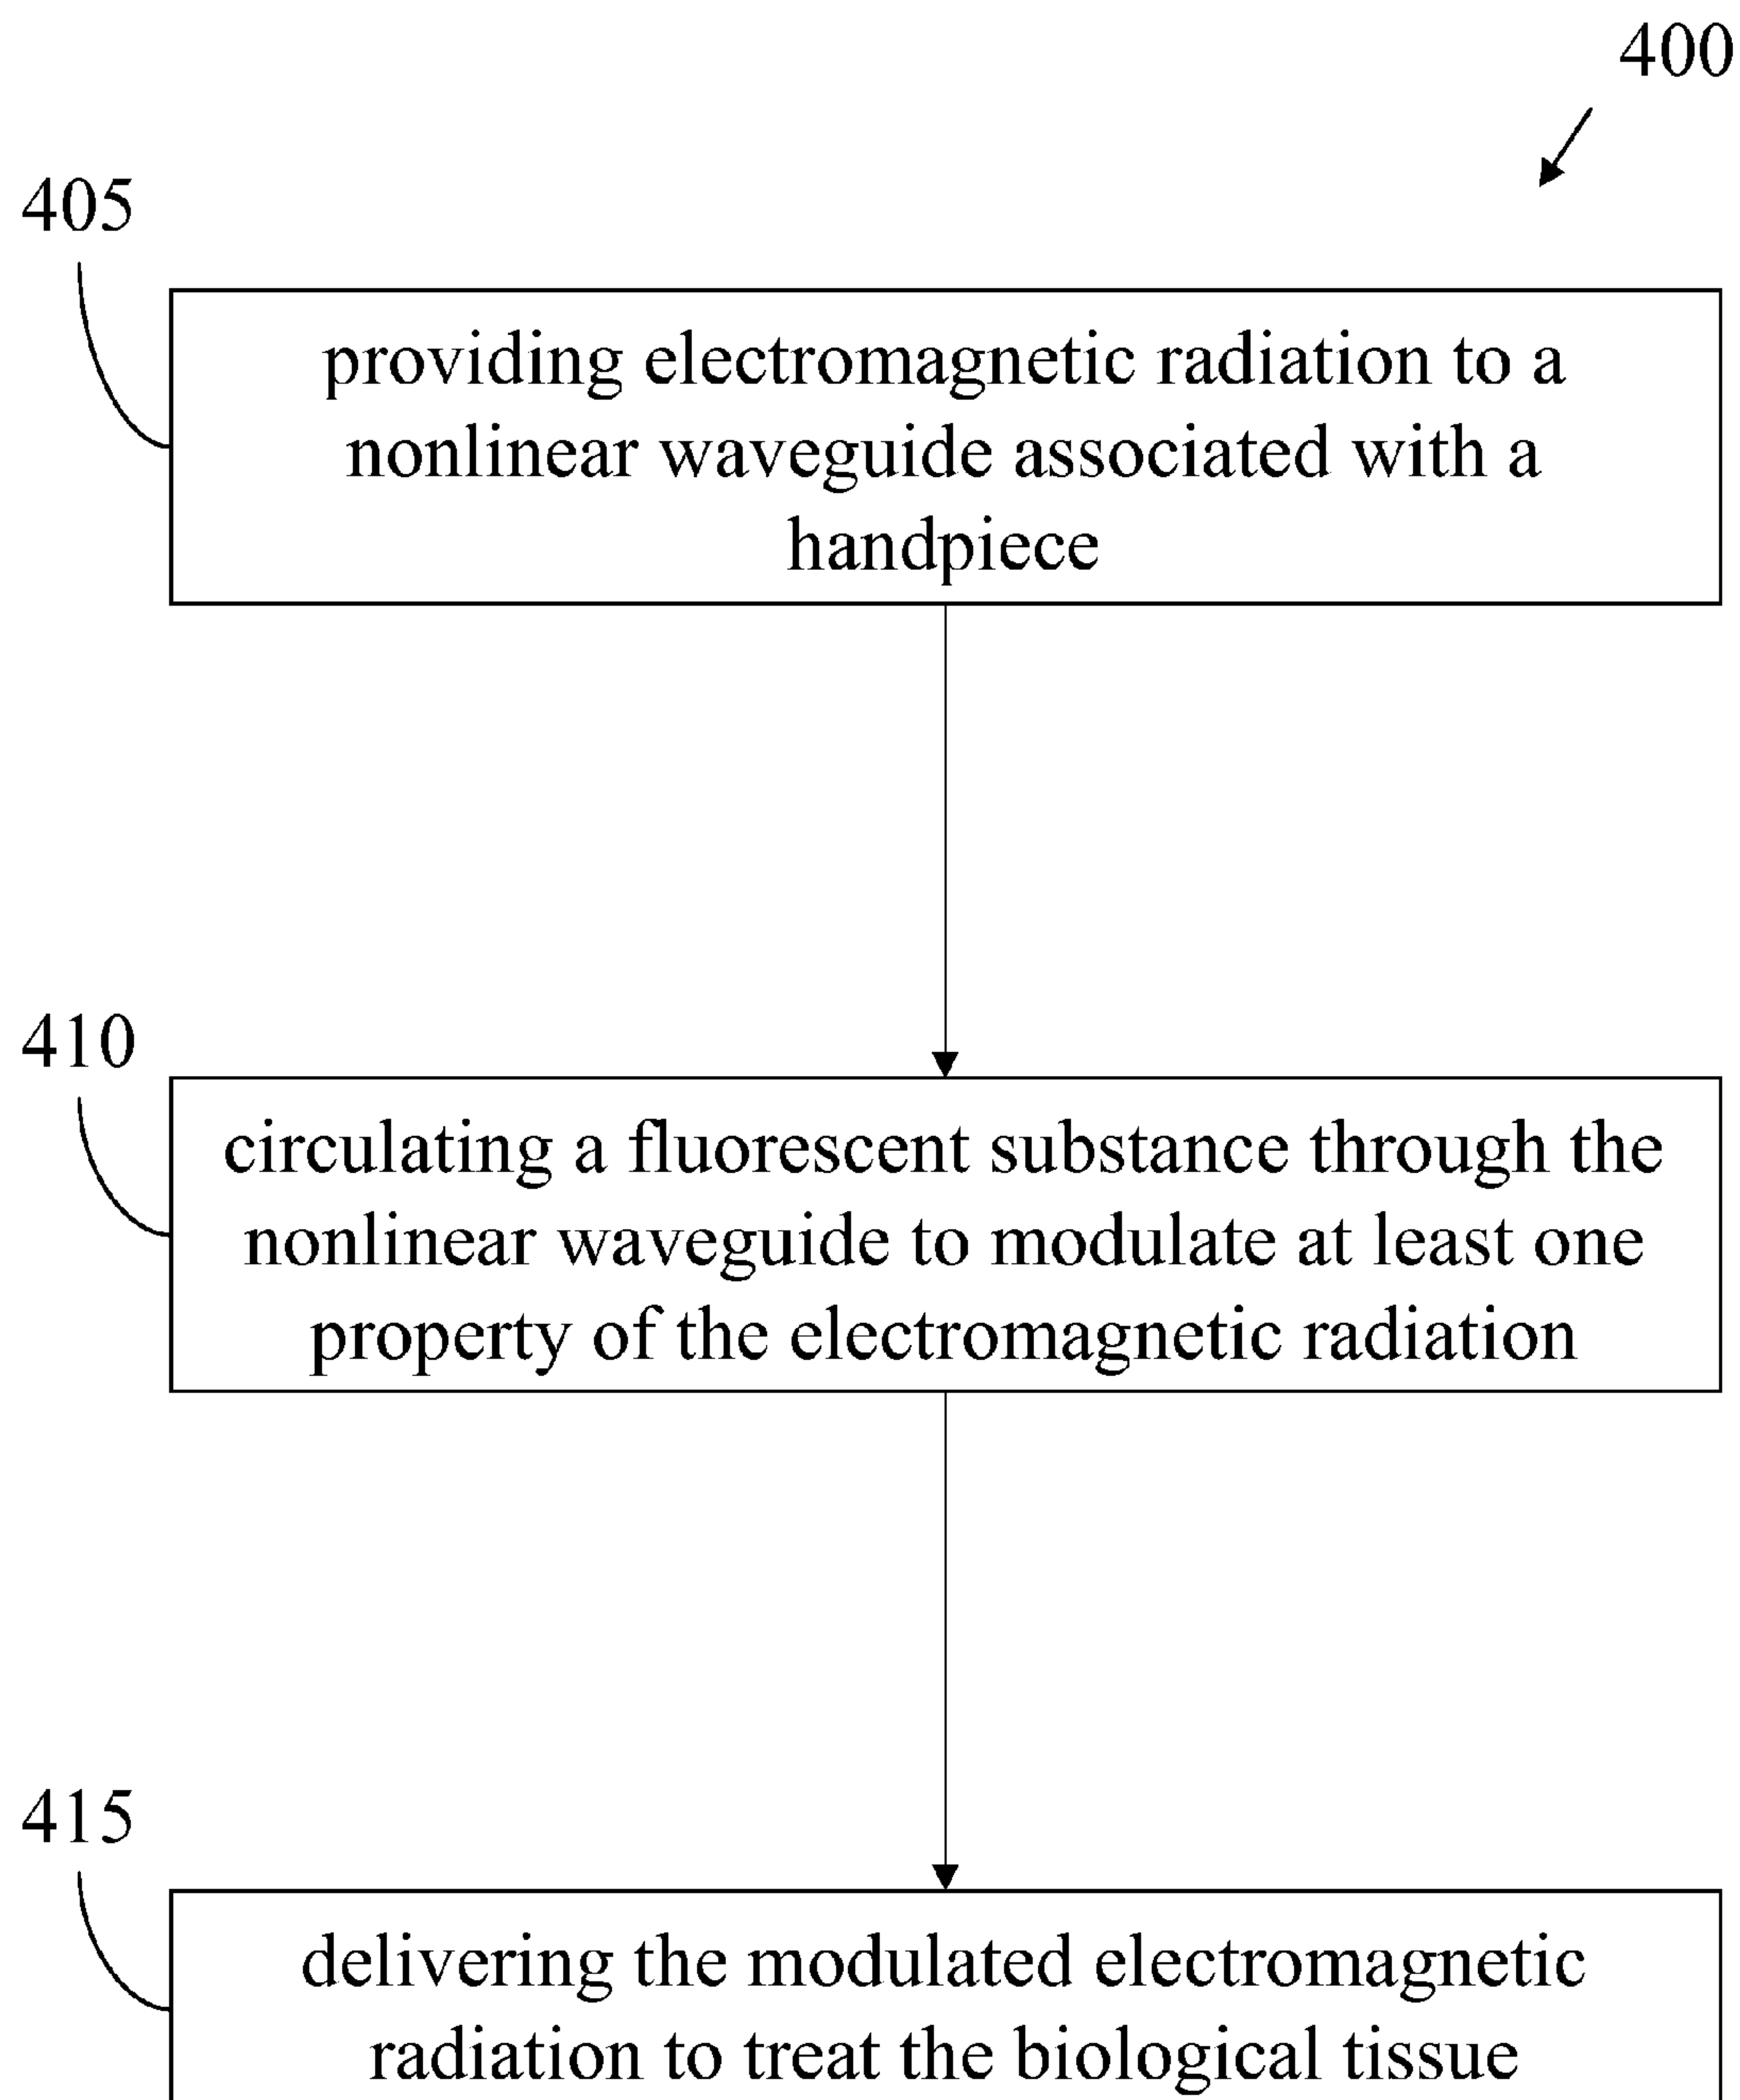 400
405
providing electromagnetic radiation to a
nonlinear waveguide associated with a
handpiece
410
circulating a fluorescent substance through the
nonlinear waveguide to modulate at least one
property of the electromagnetic radiation
415
delivering the modulated electromagnetic
radiation to treat the biological tissue